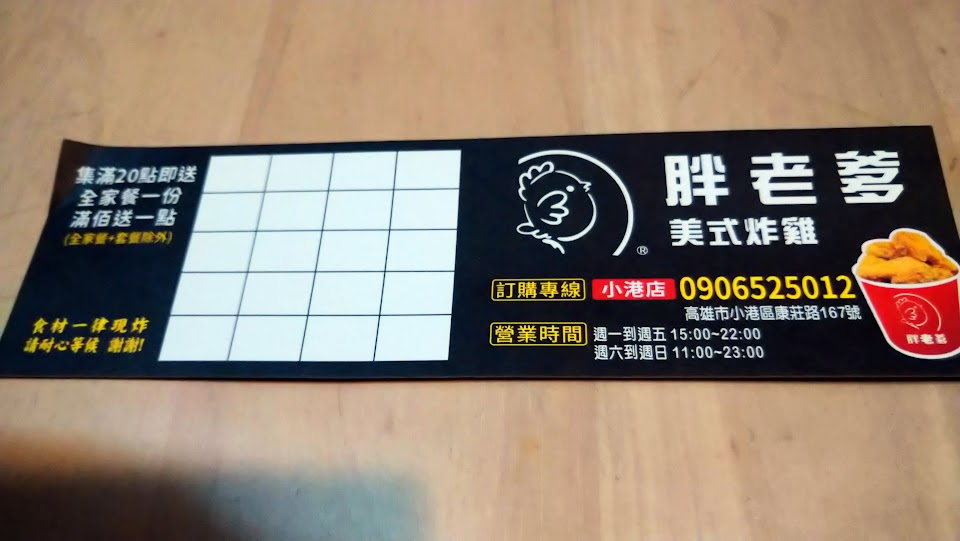 集滿20點即送
全家餐一份
滿佰送一點
(全家餐+套餐除外)
食材一律現炸
請耐心等候 謝謝!
®
胖老爹
美式炸雞
訂購專線 小港店 0906525012
高雄市小港區康莊路167號
營業時間 週一到週五 15:00~22:00
週六到週日 11:00~23:00
胖老爹